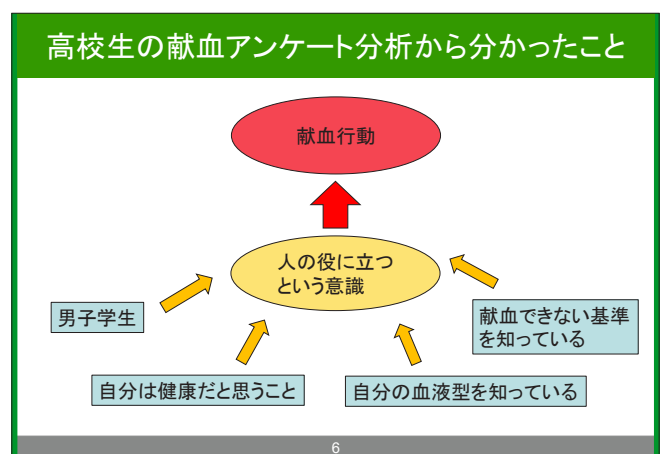 高校生の献血アンケート分析から分かったこと
献血行動
人の役に立つ
という意識
男子学生
献血できない基準
を知っている
自分は健康だと思うこと
自分の血液型を知っている
6